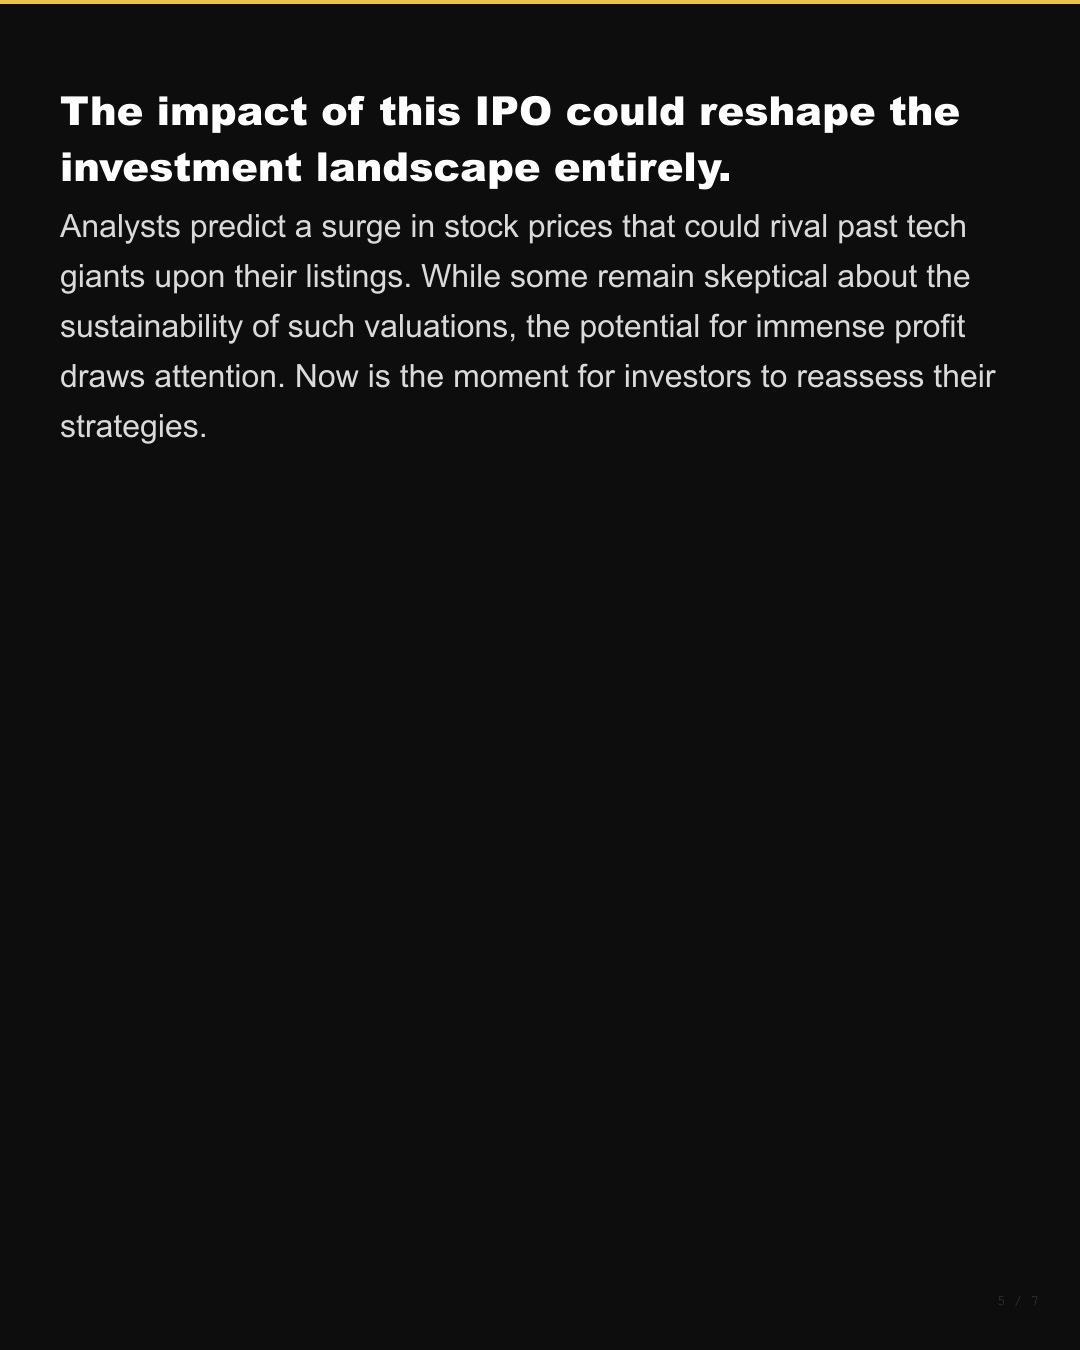 The impact of this IPO could reshape the
investment landscape entirely.
Analysts predict a surge in stock prices that could rival past tech
giants upon their listings. While some remain skeptical about the
sustainability of such valuations, the potential for immense profit
draws attention. Now is the moment for investors to reassess their
strategies.
5 / 7